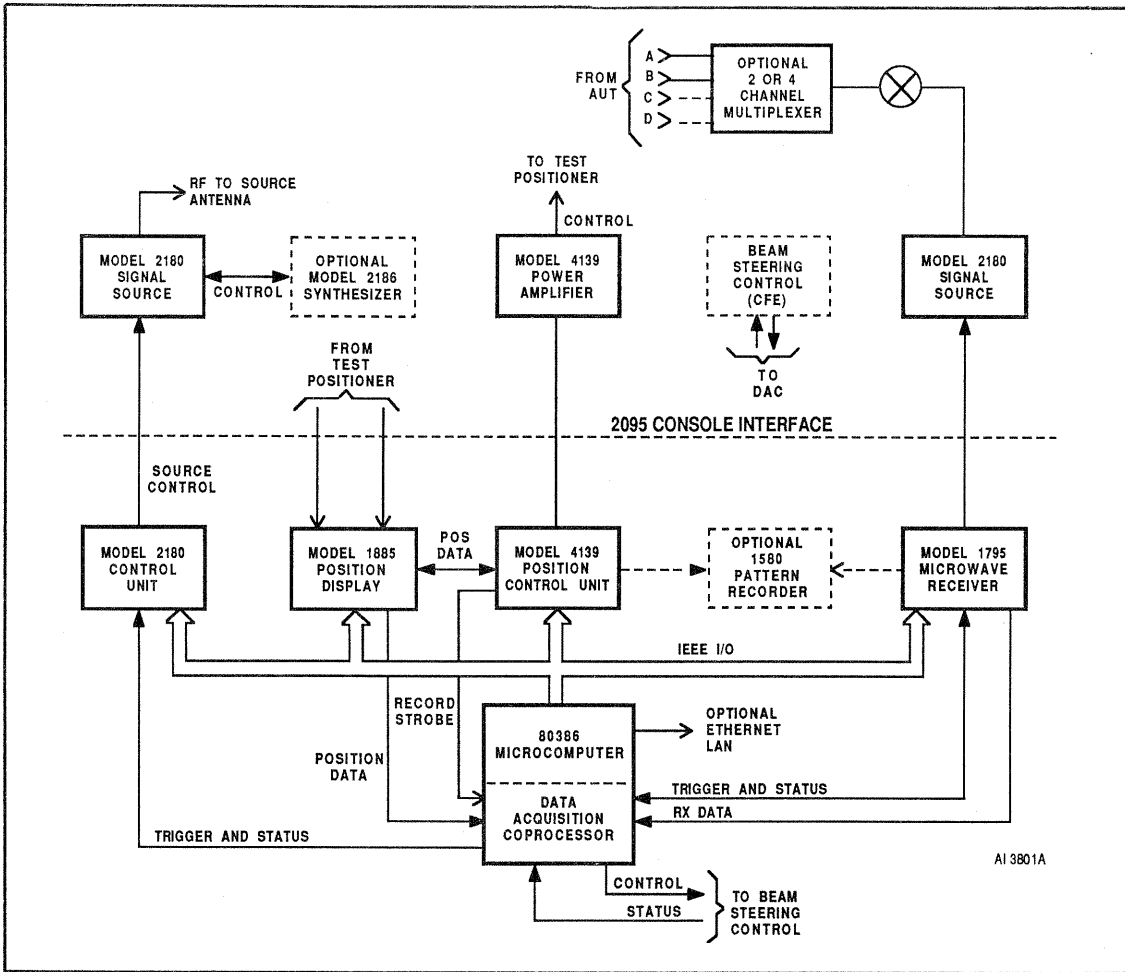 FROM
AUT
A
B
C
D
OPTIONAL
2 OR 4
CHANNEL
MULTIPLEXER
RF TO SOURCE
ANTENNA
TO TEST
POSITIONER
CONTROL
MODEL 2180
SIGNAL
SOURCE
CONTROL
OPTIONAL
MODEL 2186
SYNTHESIZER
MODEL 4139
POWER
AMPLIFIER
BEAM
STEERING
CONTROL
(CFE)
MODEL 2180
SIGNAL
SOURCE
FROM
TEST
POSITIONER
TO
DAC
2095 CONSOLE INTERFACE
SOURCE
CONTROL
MODEL 2180
CONTROL
UNIT
MODEL 1885
POSITION
DISPLAY
POS
DATA
MODEL 4139
POSITION
CONTROL UNIT
OPTIONAL
1580
PATTERN
RECORDER
MODEL 1795
MICROWAVE
RECEIVER
IEEE I/O
RECORD
STROBE
POSITION
DATA
80386
MICROCOMPUTER
OPTIONAL
ETHERNET
LAN
DATA
ACQUISITION
COPROCESSOR
TRIGGER AND STATUS
RX DATA
TRIGGER AND STATUS
AI 3801A
CONTROL
STATUS
TO BEAM
STEERING
CONTROL